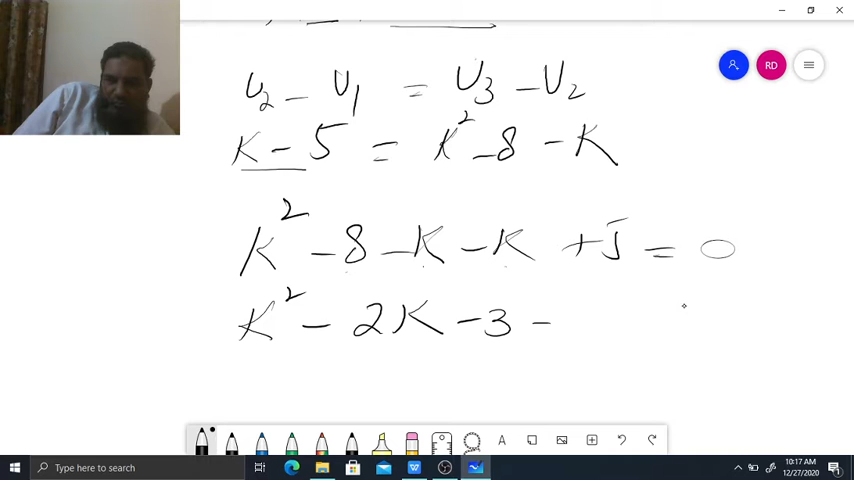 RD
U2 - U1 = U3 - U2
K - 5 = K² - 8 - K
K² - 8 - K - K + 5 = 0
K² - 2K - 3 -
A
Type here to search
W
10:17 AM
12/27/2020
1